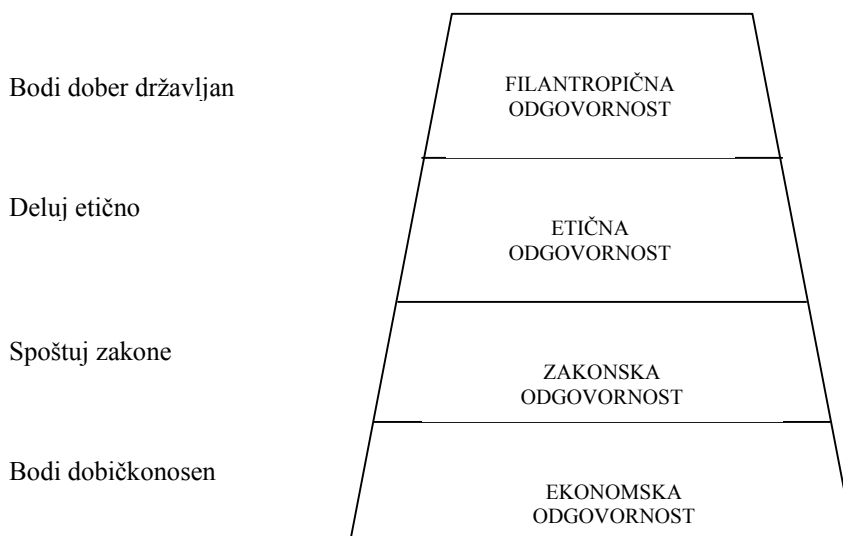 Bodi dober državljan
FILANTROPIČNA
ODGOVORNOST
Deluj etično
ETIČNA
ODGOVORNOST
Spoštuj zakone
ZAKONSKA
ODGOVORNOST
Bodi dobičkonosen
EKONOMSKA
ODGOVORNOST